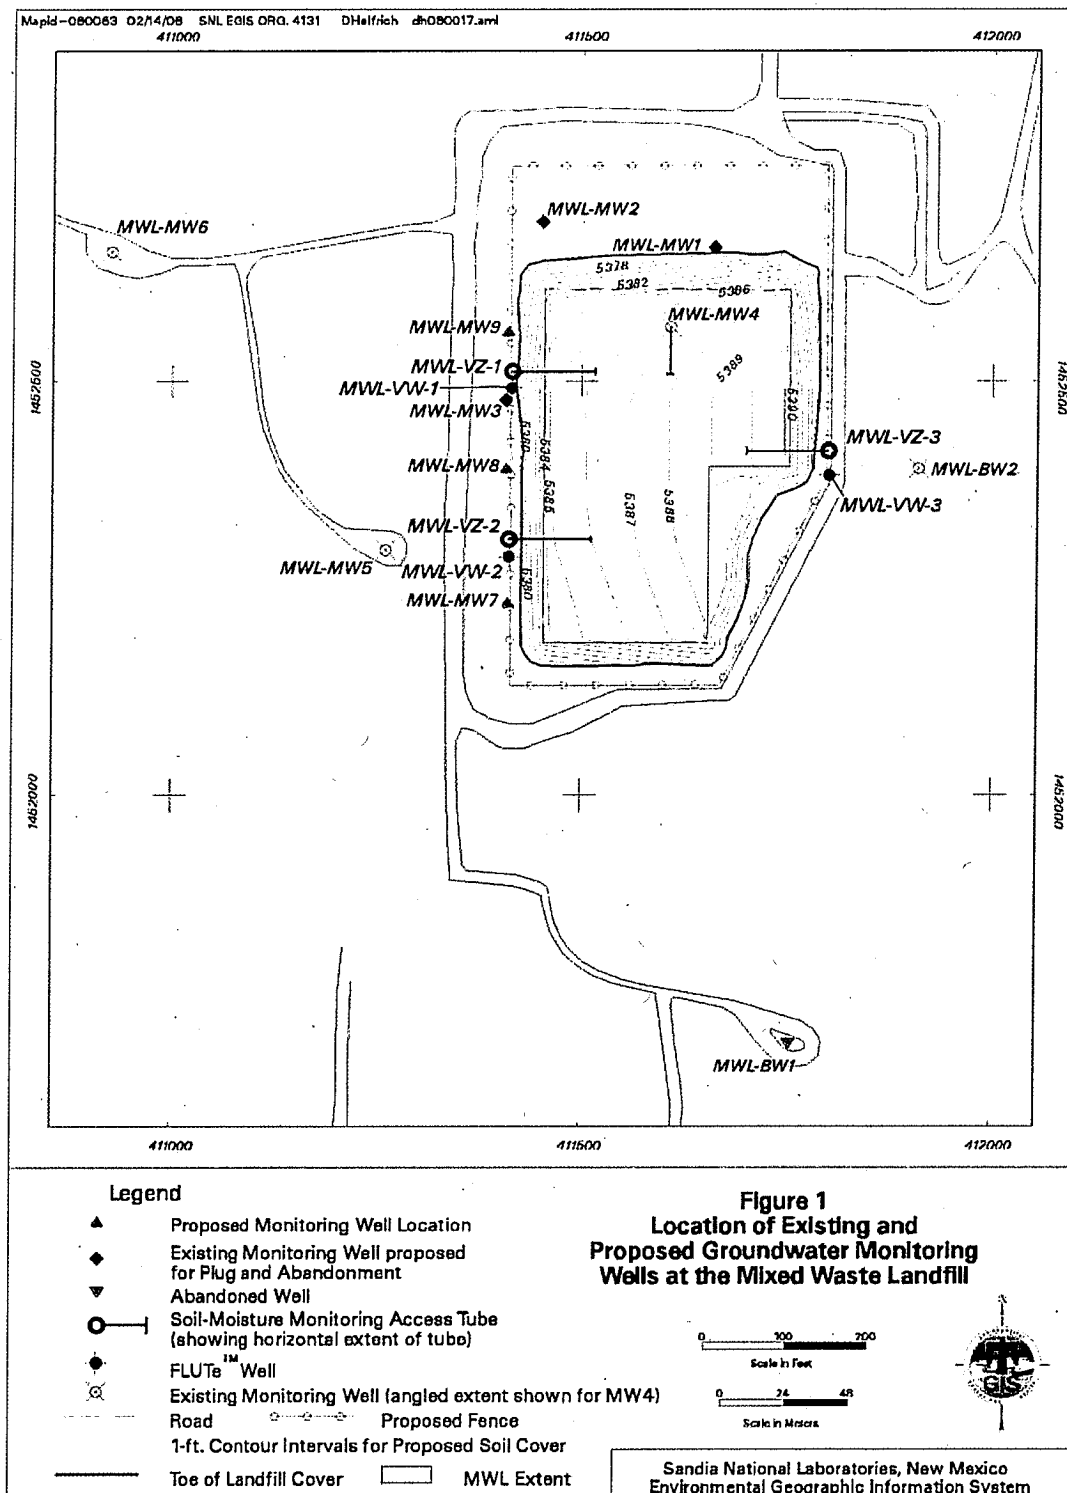 MapId-080063 02/14/08 SNL EGIS ORG. 4131 DHelfrich dh080017.aml
411000 411500 412000
MWL-MW6
MWL-MW2
MWL-MW1
5378
5382
5386
MWL-MW9
MWL-MW4
MWL-VZ-1
5389
MWL-VW-1
1452500
1452500
MWL-MW3
5390
MWL-VZ-3
5380
5384
5385
MWL-MW8
MWL-BW2
5387
5388
MWL-VW-3
MWL-VZ-2
MWL-MW5
MWL-VW-2
5380
MWL-MW7
1452000
1452000
MWL-BW1
411000 411500 412000
Legend
Proposed Monitoring Well Location
Existing Monitoring Well proposed
for Plug and Abandonment
Abandoned Well
Soil-Moisture Monitoring Access Tube
(showing horizontal extent of tube)
FLUTe™ Well
Existing Monitoring Well (angled extent shown for MW4)
Road Proposed Fence
1-ft. Contour Intervals for Proposed Soil Cover
Toe of Landfill Cover MWL Extent
Figure 1
Location of Existing and
Proposed Groundwater Monitoring
Wells at the Mixed Waste Landfill
0 100 200
Scale in Feet
0 24 48
Scale in Meters
GIS
Sandia National Laboratories, New Mexico
Environmental Geographic Information System